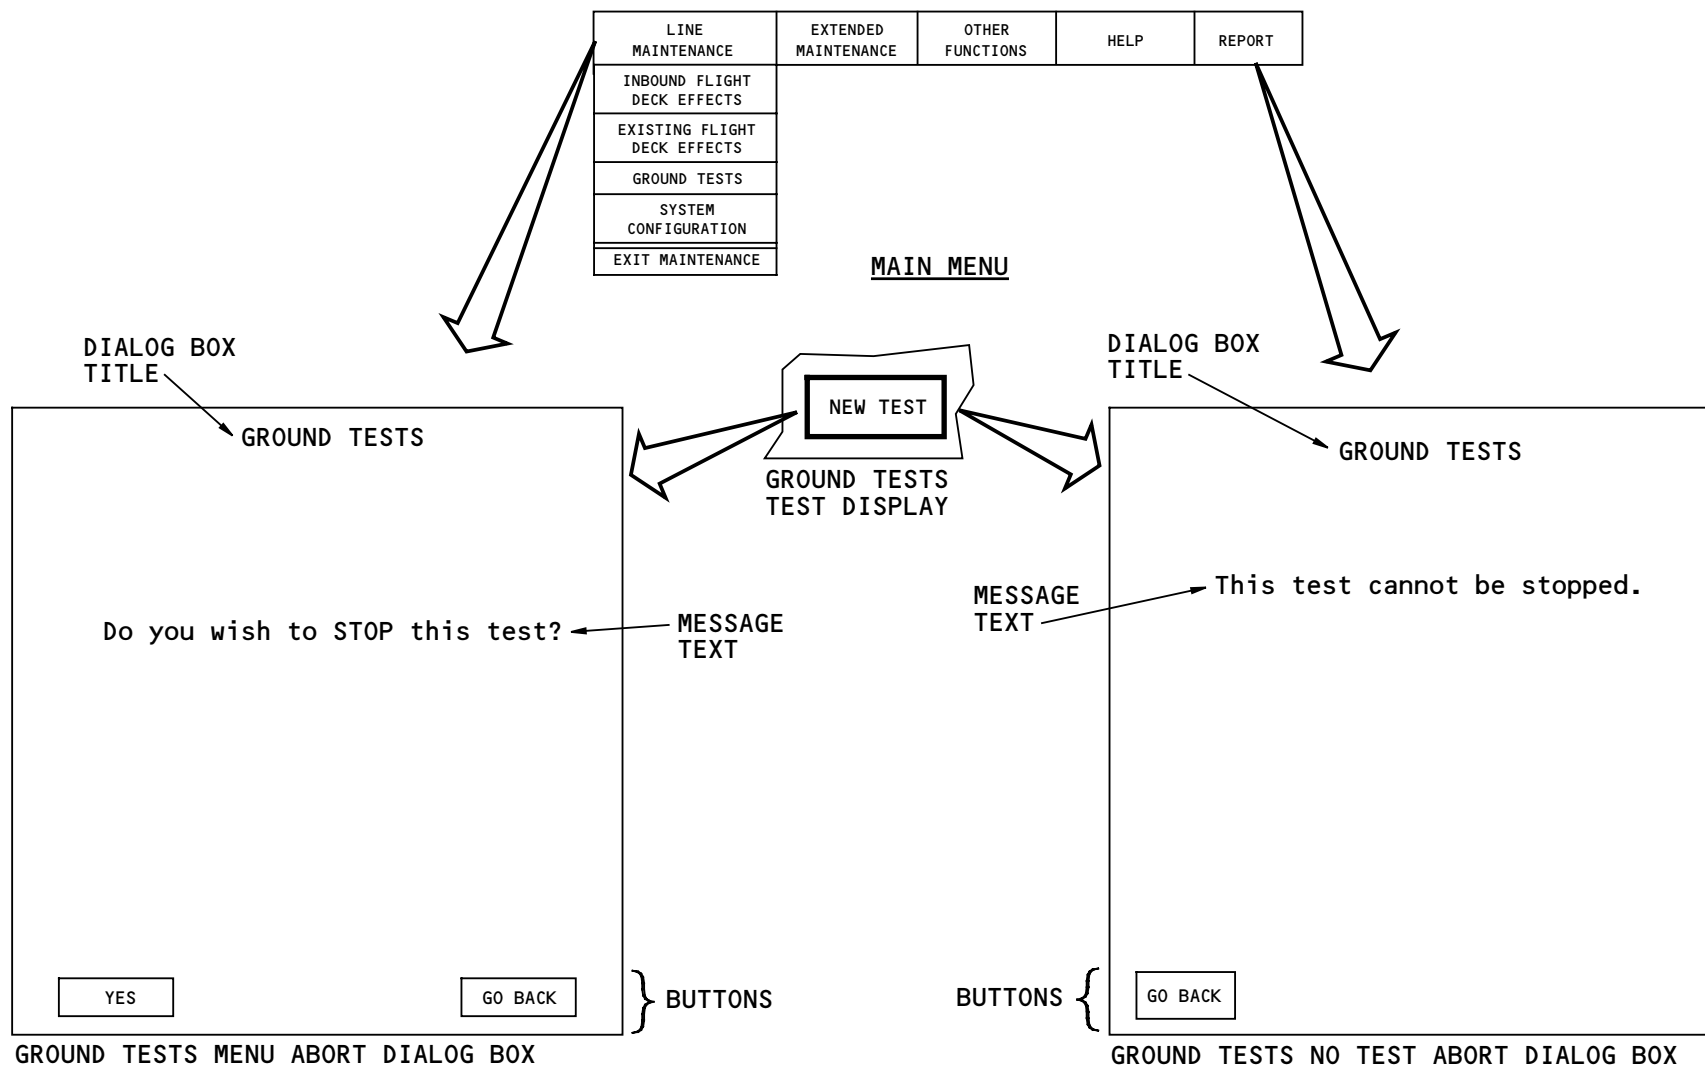 LINE
MAINTENANCE
EXTENDED
MAINTENANCE
OTHER
FUNCTIONS
HELP
REPORT
INBOUND FLIGHT
DECK EFFECTS
EXISTING FLIGHT
DECK EFFECTS
GROUND TESTS
SYSTEM
CONFIGURATION
EXIT MAINTENANCE
MAIN MENU
DIALOG BOX
TITLE
GROUND TESTS
Do you wish to STOP this test?
MESSAGE
TEXT
YES
GO BACK
BUTTONS
GROUND TESTS MENU ABORT DIALOG BOX
NEW TEST
GROUND TESTS
TEST DISPLAY
DIALOG BOX
TITLE
GROUND TESTS
This test cannot be stopped.
MESSAGE
TEXT
BUTTONS
GO BACK
GROUND TESTS NO TEST ABORT DIALOG BOX